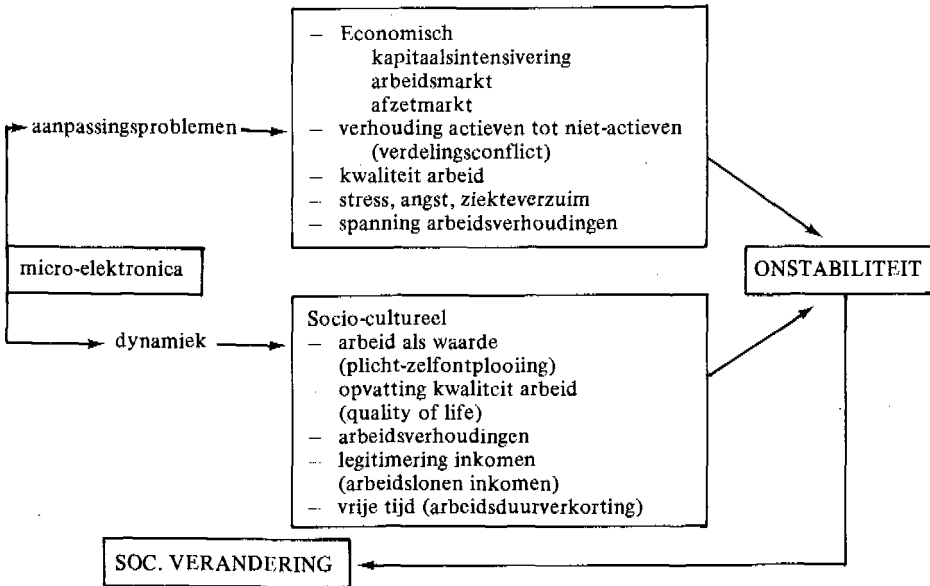 – Economisch
kapitaalsintensivering
arbeidsmarkt
afzetmarkt
– verhouding actieven tot niet-actieven
(verdelingsconflict)
– kwaliteit arbeid
– stress, angst, ziekteverzuim
– spanning arbeidsverhoudingen
aanpassingsproblemen
micro-elektronica
ONSTABILITEIT
dynamiek
Socio-cultureel
– arbeid als waarde
(plicht-zelfontplooiing)
– opvatting kwaliteit arbeid
(quality of life)
– arbeidsverhoudingen
– legitimering inkomen
(arbeidslonen inkomen)
– vrije tijd (arbeidsduurverkorting)
SOC. VERANDERING